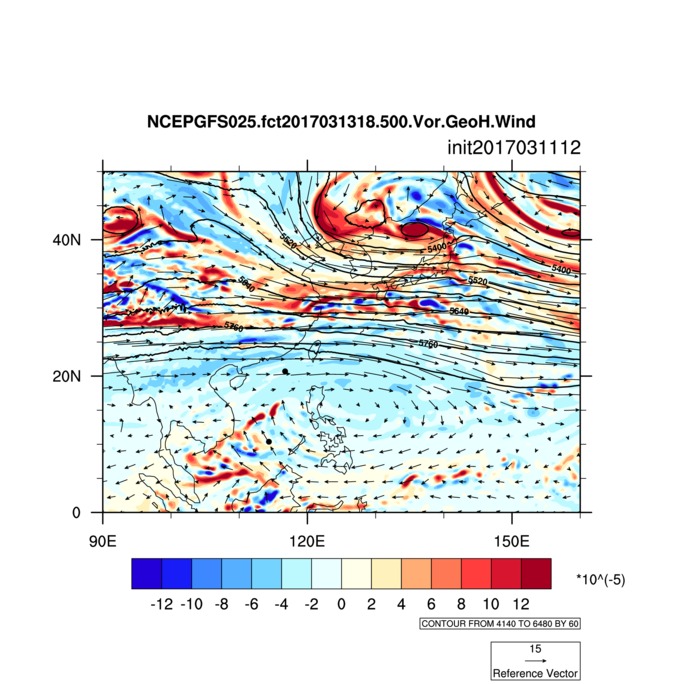 NCEPGFS025.fct2017031318.500.Vor.GeoH.Wind
init2017031112
40N
20N
0
90E 120E 150E
5520
5400
5400
5520
5640
5640
5760
5760
-12 -10 -8 -6 -4 -2 0 2 4 6 8 10 12
*10^(-5)
CONTOUR FROM 4140 TO 6480 BY 60
15
Reference Vector